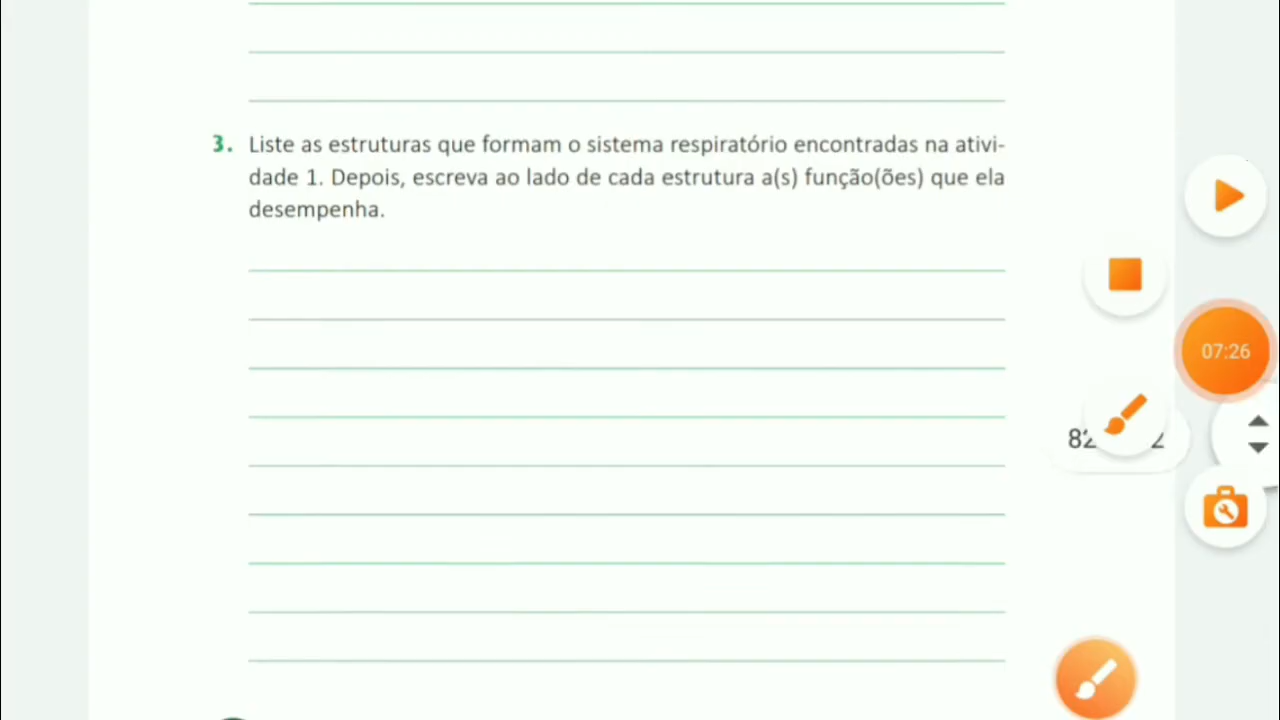 3. Liste as estruturas que formam o sistema respiratório encontradas na ativi-
dade 1. Depois, escreva ao lado de cada estrutura a(s) função(ões) que ela
desempenha.
07:26